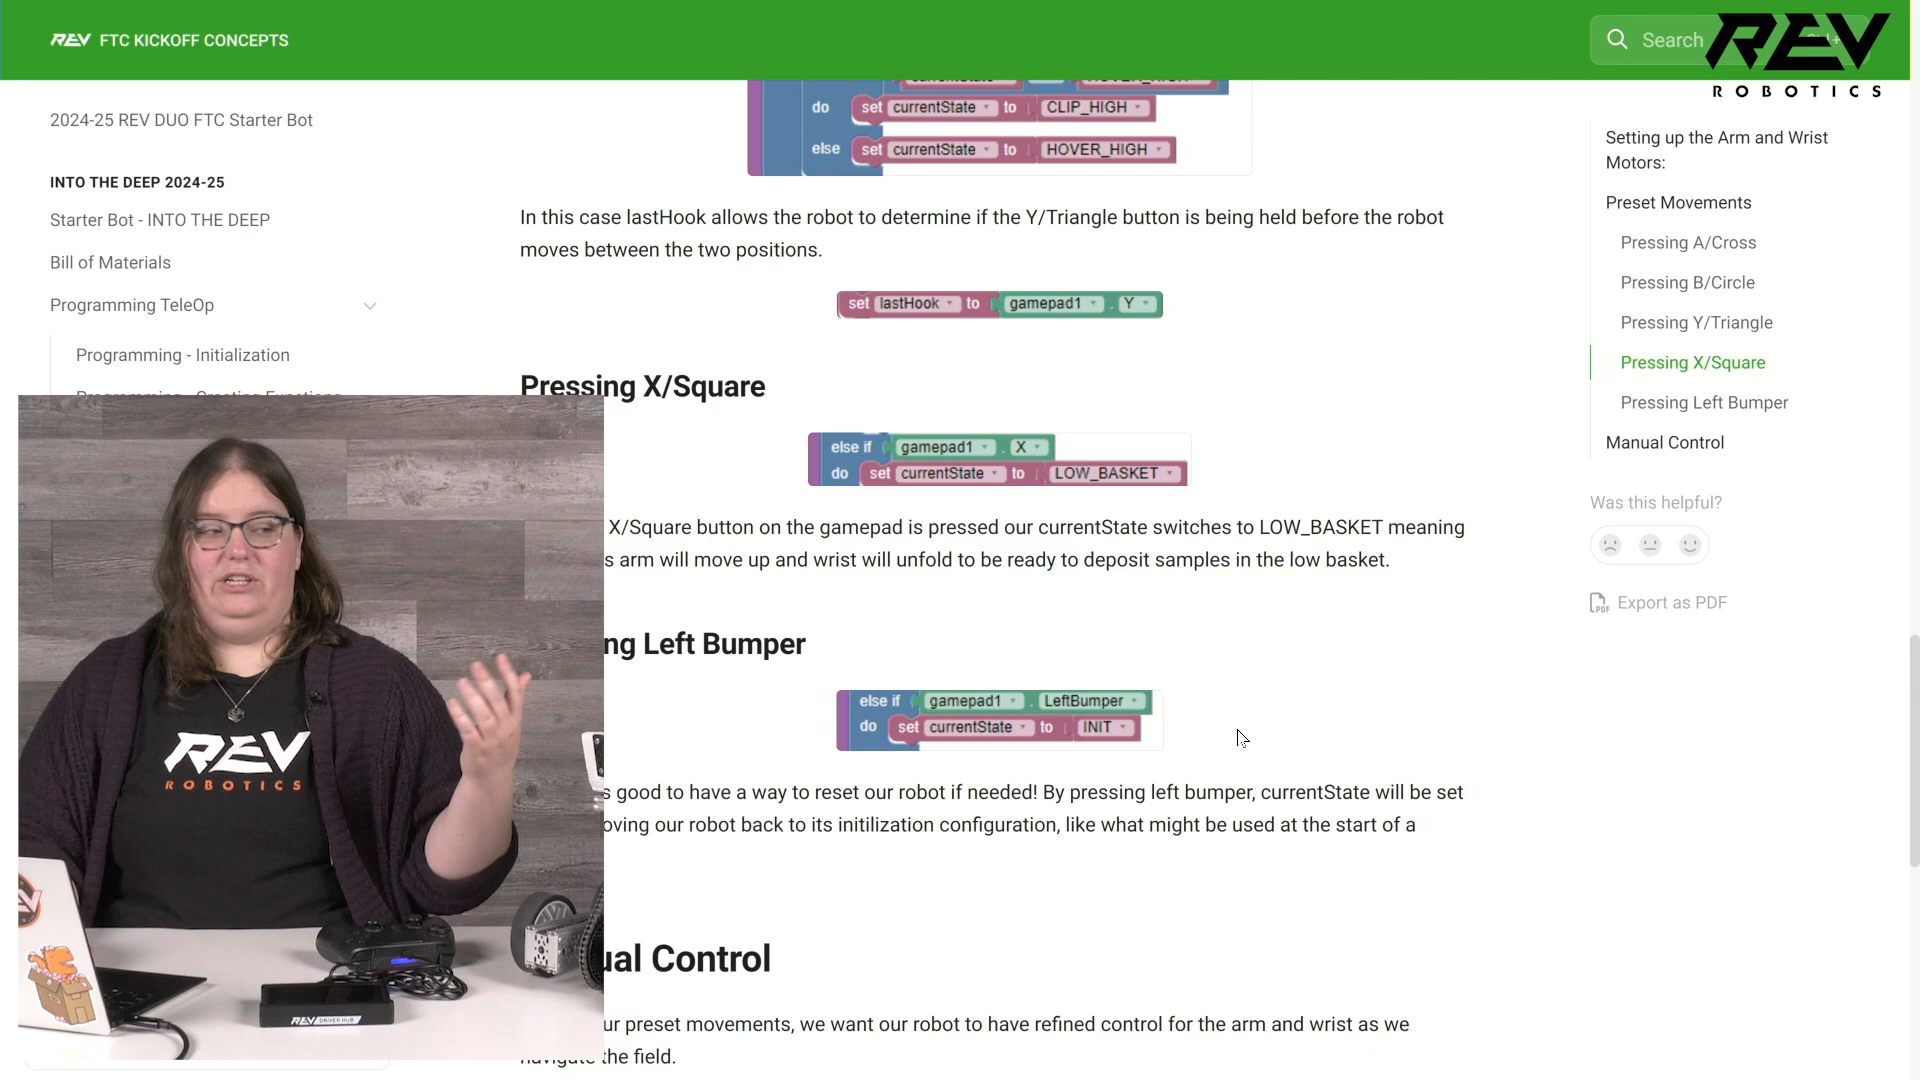 REV FTC KICKOFF CONCEPTS
Search
REV
ROBOTICS
2024-25 REV DUO FTC Starter Bot
INTO THE DEEP 2024-25
Starter Bot - INTO THE DEEP
Bill of Materials
Programming TeleOp
Programming - Initialization
do set currentState to CLIP_HIGH
else set currentState to HOVER_HIGH
In this case lastHook allows the robot to determine if the Y/Triangle button is being held before the robot
moves between the two positions.
set lastHook to gamepad1 . Y
Pressing X/Square
else if gamepad1 . X
do set currentState to LOW_BASKET
X/Square button on the gamepad is pressed our currentState switches to LOW_BASKET meaning
s arm will move up and wrist will unfold to be ready to deposit samples in the low basket.
ng Left Bumper
else if gamepad1 . LeftBumper
do set currentState to INIT
s good to have a way to reset our robot if needed! By pressing left bumper, currentState will be set
oving our robot back to its initilization configuration, like what might be used at the start of a
ual Control
ur preset movements, we want our robot to have refined control for the arm and wrist as we
navigate the field.
Setting up the Arm and Wrist
Motors:
Preset Movements
Pressing A/Cross
Pressing B/Circle
Pressing Y/Triangle
Pressing X/Square
Pressing Left Bumper
Manual Control
Was this helpful?
PDF Export as PDF
REV
ROBOTICS
REV DRIVER HUB